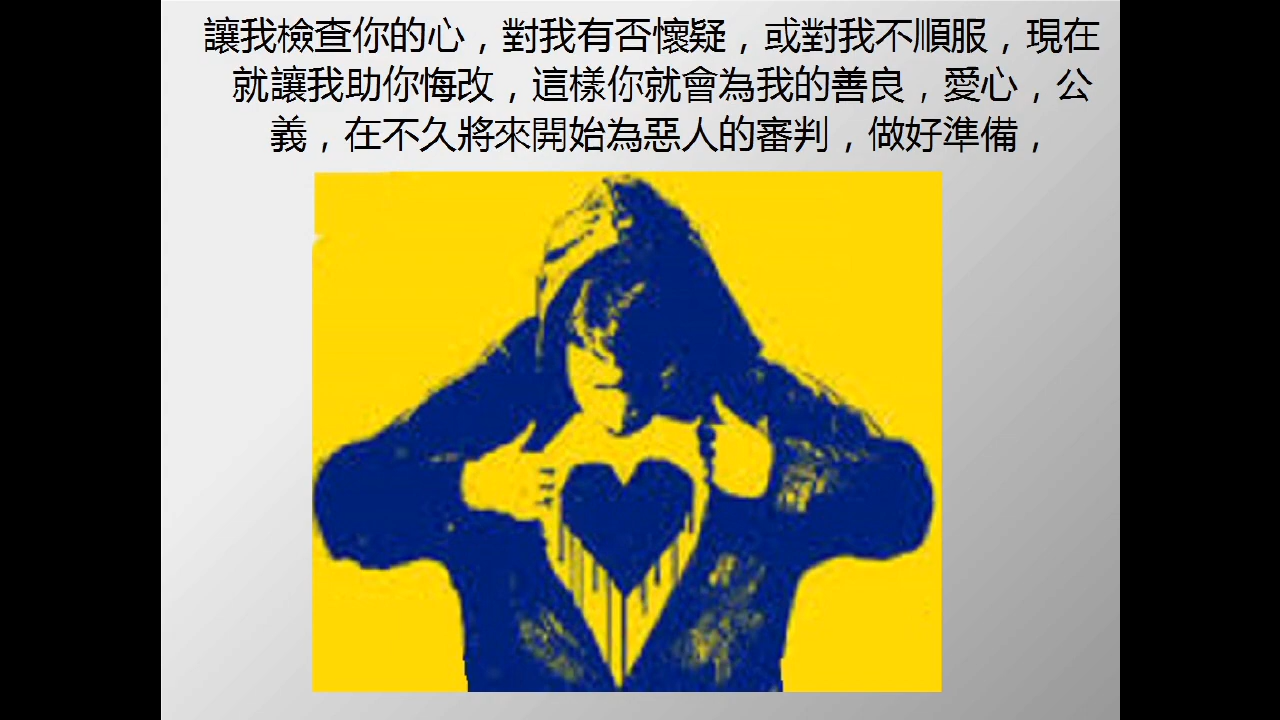 讓我檢查你的心，對我有否懷疑，或對我不順服，現在
就讓我助你悔改，這樣你就會為我的善良，愛心，公
義，在不久將來開始為惡人的審判，做好準備，